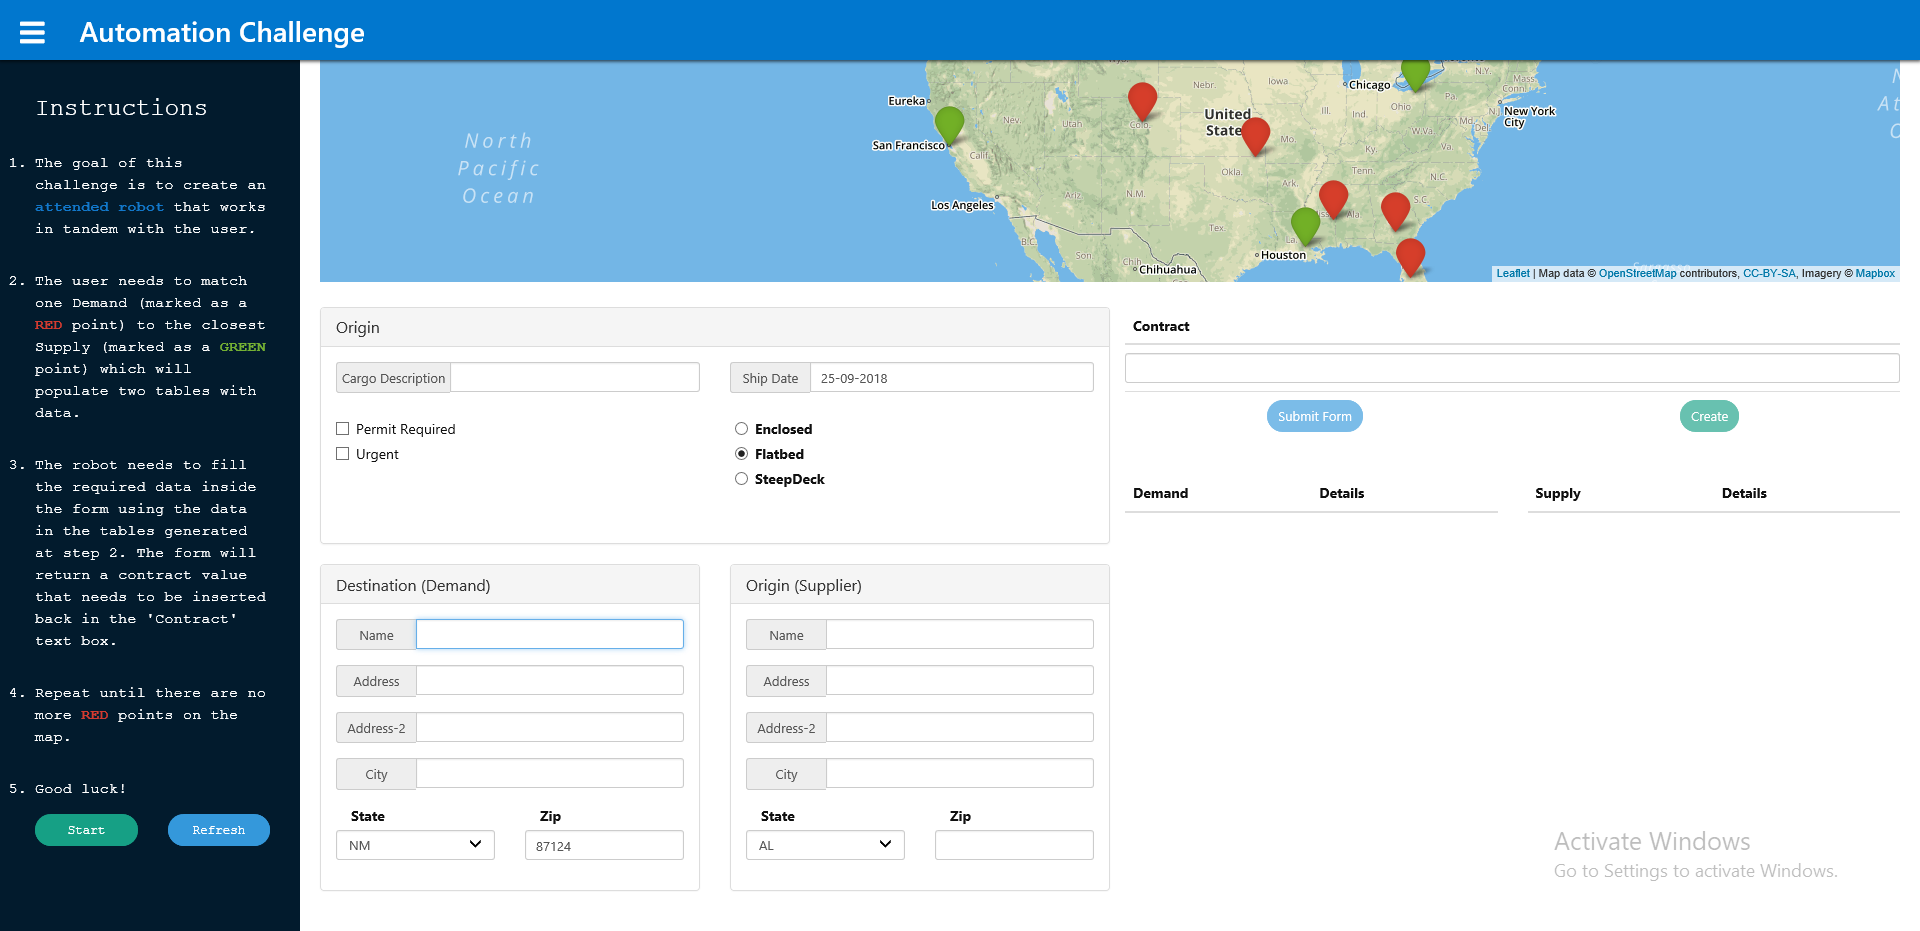 Automation Challenge
Instructions
1. The goal of this
challenge is to create an
attended robot that works
in tandem with the user.
2. The user needs to match
one Demand (marked as a
RED point) to the closest
Supply (marked as a GREEN
point) which will
populate two tables with
data.
3. The robot needs to fill
the required data inside
the form using the data
in the tables generated
at step 2. The form will
return a contract value
that needs to be inserted
back in the 'Contract'
text box.
4. Repeat until there are no
more RED points on the
map.
5. Good luck!
Start
Refresh
North
Pacific
Ocean
Eureka
San Francisco
Los Angeles
Nev.
Calif.
Utah
Ariz.
Colo.
N.M.
Nebr.
United
State
Iowa
Chicago
Ill.
Ind.
Ohio
Mo.
Ky.
Okla.
Ark.
Tenn.
Tex.
La.
Ala
Houston
Chihuahua
Chih
Son
B.C.
W.Va.
Va.
N.C.
S.C.
Pa.
Md.
Del.
N.J.
N.Y.
Mass.
New York
City
At
Leaflet | Map data © OpenStreetMap contributors, CC-BY-SA, Imagery © Mapbox
Origin
Cargo Description
Ship Date 25-09-2018
Permit Required
Urgent
Enclosed
Flatbed
SteepDeck
Contract
Submit Form
Create
Demand Details
Supply Details
Destination (Demand)
Name
Address
Address-2
City
State Zip
NM 87124
Origin (Supplier)
Name
Address
Address-2
City
State Zip
AL
Activate Windows
Go to Settings to activate Windows.